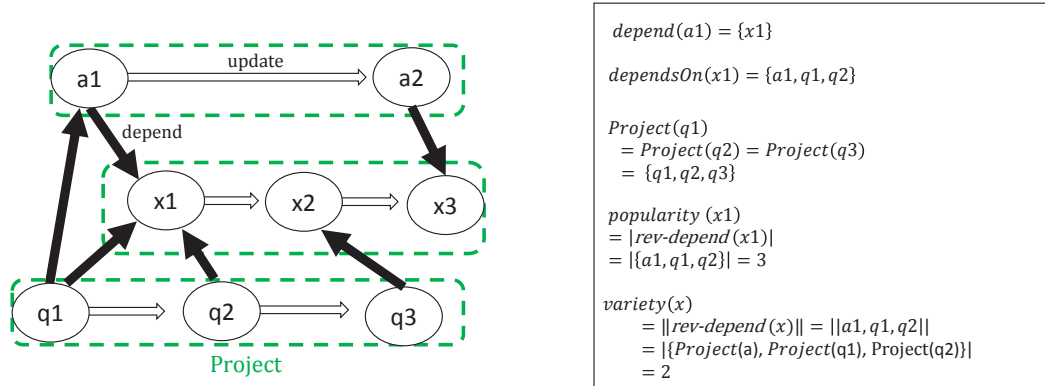 a1
update
a2
depend
x1
x2
x3
q1
q2
q3
Project
depend(a1) = {x1}
dependsOn(x1) = {a1, q1, q2}
Project(q1)
= Project(q2) = Project(q3)
= {q1, q2, q3}
popularity (x1)
= |rev-depend (x1)|
= |{a1, q1, q2}| = 3
variety(x)
= ‖rev-depend (x)‖ = ||a1, q1, q2||
= |{Project(a), Project(q1), Project(q2)}|
= 2